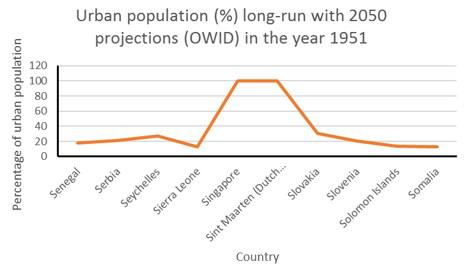 Urban population (%) long-run with 2050
projections (OWID) in the year 1951
Percentage of urban population
120
100
80
60
40
20
0
Senegal
Serbia
Seychelles
Sierra Leone
Singapore
Sint Maarten (Dutch...
Slovakia
Slovenia
Solomon Islands
Somalia
Country